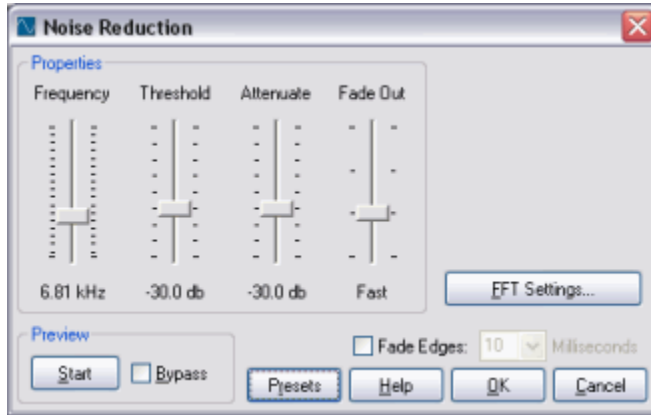 Noise Reduction
Properties
Frequency Threshold Attenuate Fade Out
6.81 kHz -30.0 db -30.0 db Fast
FFT Settings...
Preview
Start Bypass
Fade Edges: 10 Milliseconds
Presets Help OK Cancel